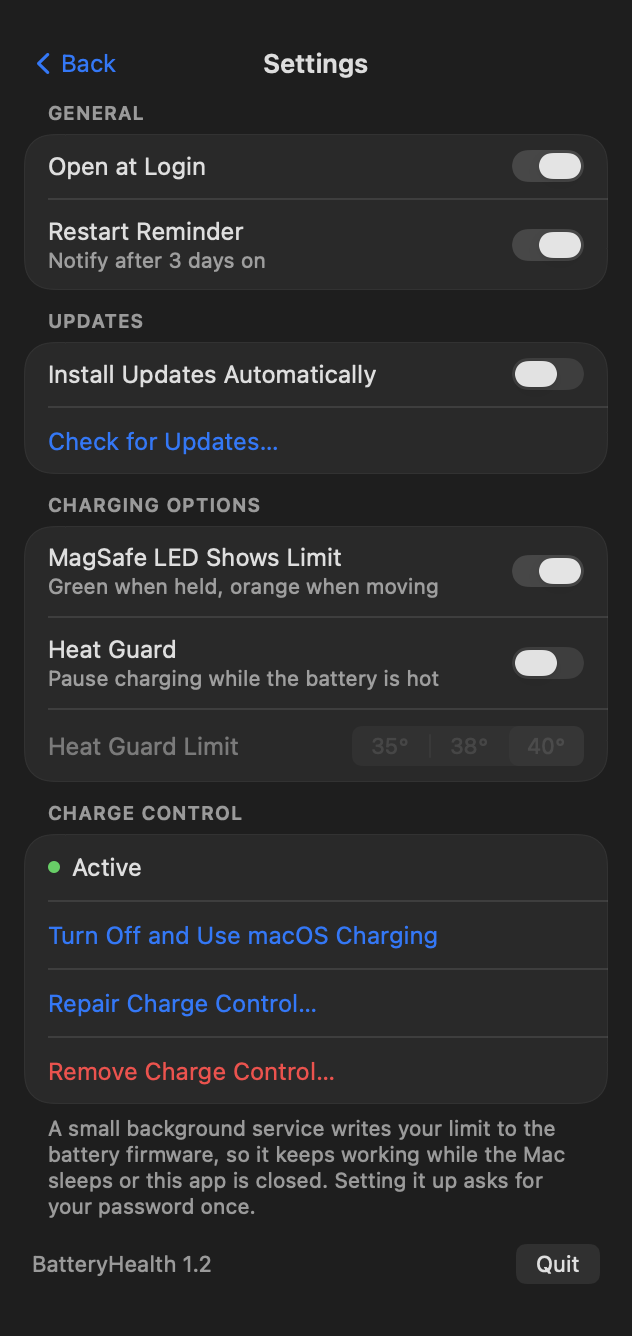 Back
Settings
GENERAL
Open at Login
Restart Reminder
Notify after 3 days on
UPDATES
Install Updates Automatically
Check for Updates...
CHARGING OPTIONS
MagSafe LED Shows Limit
Green when held, orange when moving
Heat Guard
Pause charging while the battery is hot
Heat Guard Limit 35° 38° 40°
CHARGE CONTROL
Active
Turn Off and Use macOS Charging
Repair Charge Control...
Remove Charge Control...
A small background service writes your limit to the
battery firmware, so it keeps working while the Mac
sleeps or this app is closed. Setting it up asks for
your password once.
BatteryHealth 1.2 Quit